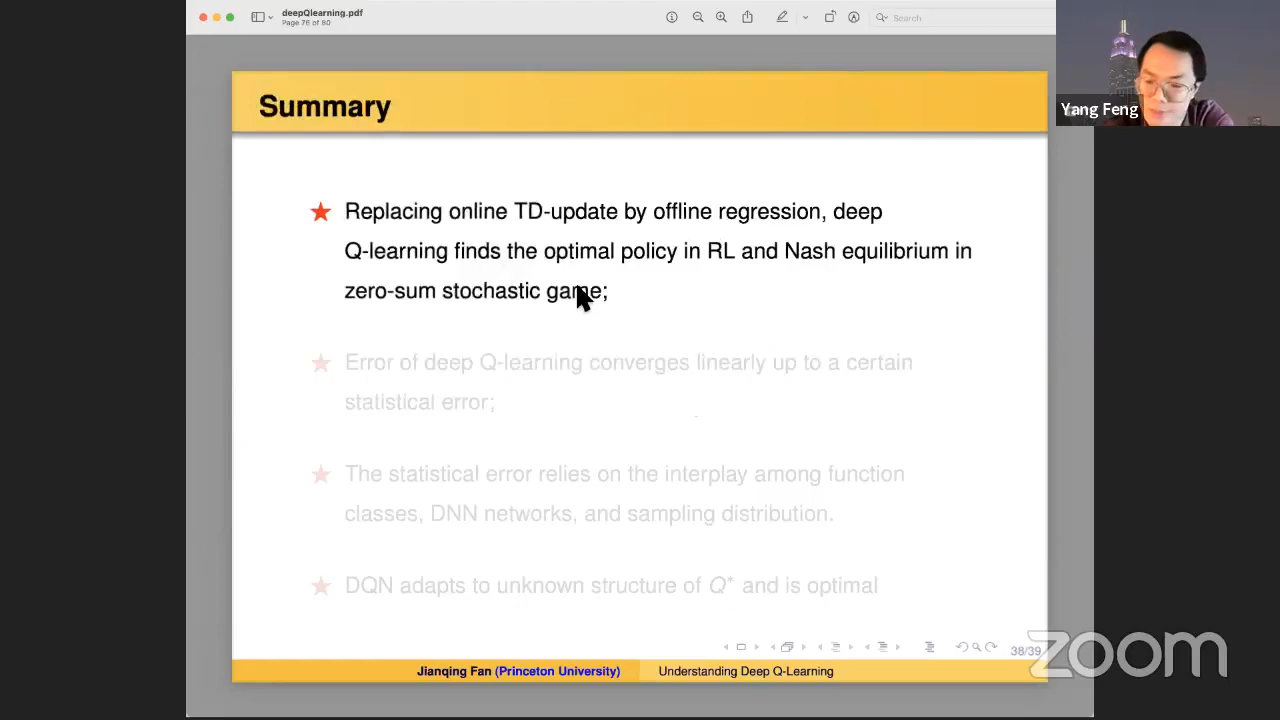 deepQlearning.pdf
Page 76 of 80
Search
Yang Feng
Summary
Replacing online TD-update by offline regression, deep
Q-learning finds the optimal policy in RL and Nash equilibrium in
zero-sum stochastic game;
Error of deep Q-learning converges linearly up to a certain
statistical error;
The statistical error relies on the interplay among function
classes, DNN networks, and sampling distribution.
DQN adapts to unknown structure of Q* and is optimal
38/39
Jianqing Fan (Princeton University) Understanding Deep Q-Learning
zoom